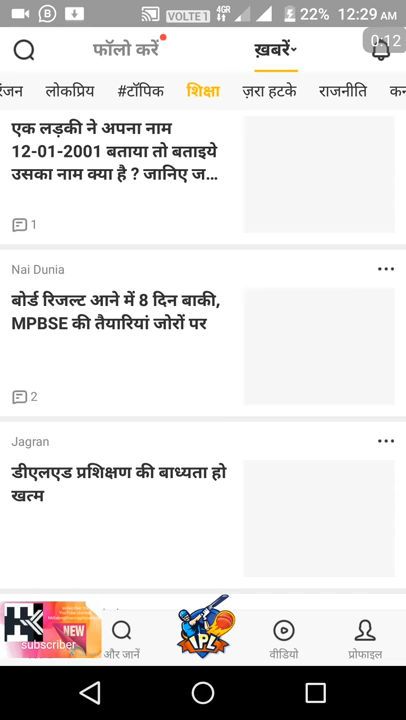 VOLTE 1 4GR 22% 12:29 AM
फॉलो करें
ख़बरें
0:12
रंजन लोकप्रिय #टॉपिक शिक्षा ज़रा हटके राजनीति
एक लड़की ने अपना नाम
12-01-2001 बताया तो बताइये
उसका नाम क्या है ? जानिए ज...
1
Nai Dunia
बोर्ड रिजल्ट आने में 8 दिन बाकी,
MPBSE की तैयारियां जोरों पर
2
Jagran
डीएलएड प्रशिक्षण की बाध्यता हो
खत्म
HK
NEW
subscriber
और जानें
IPL
वीडियो
प्रोफाइल